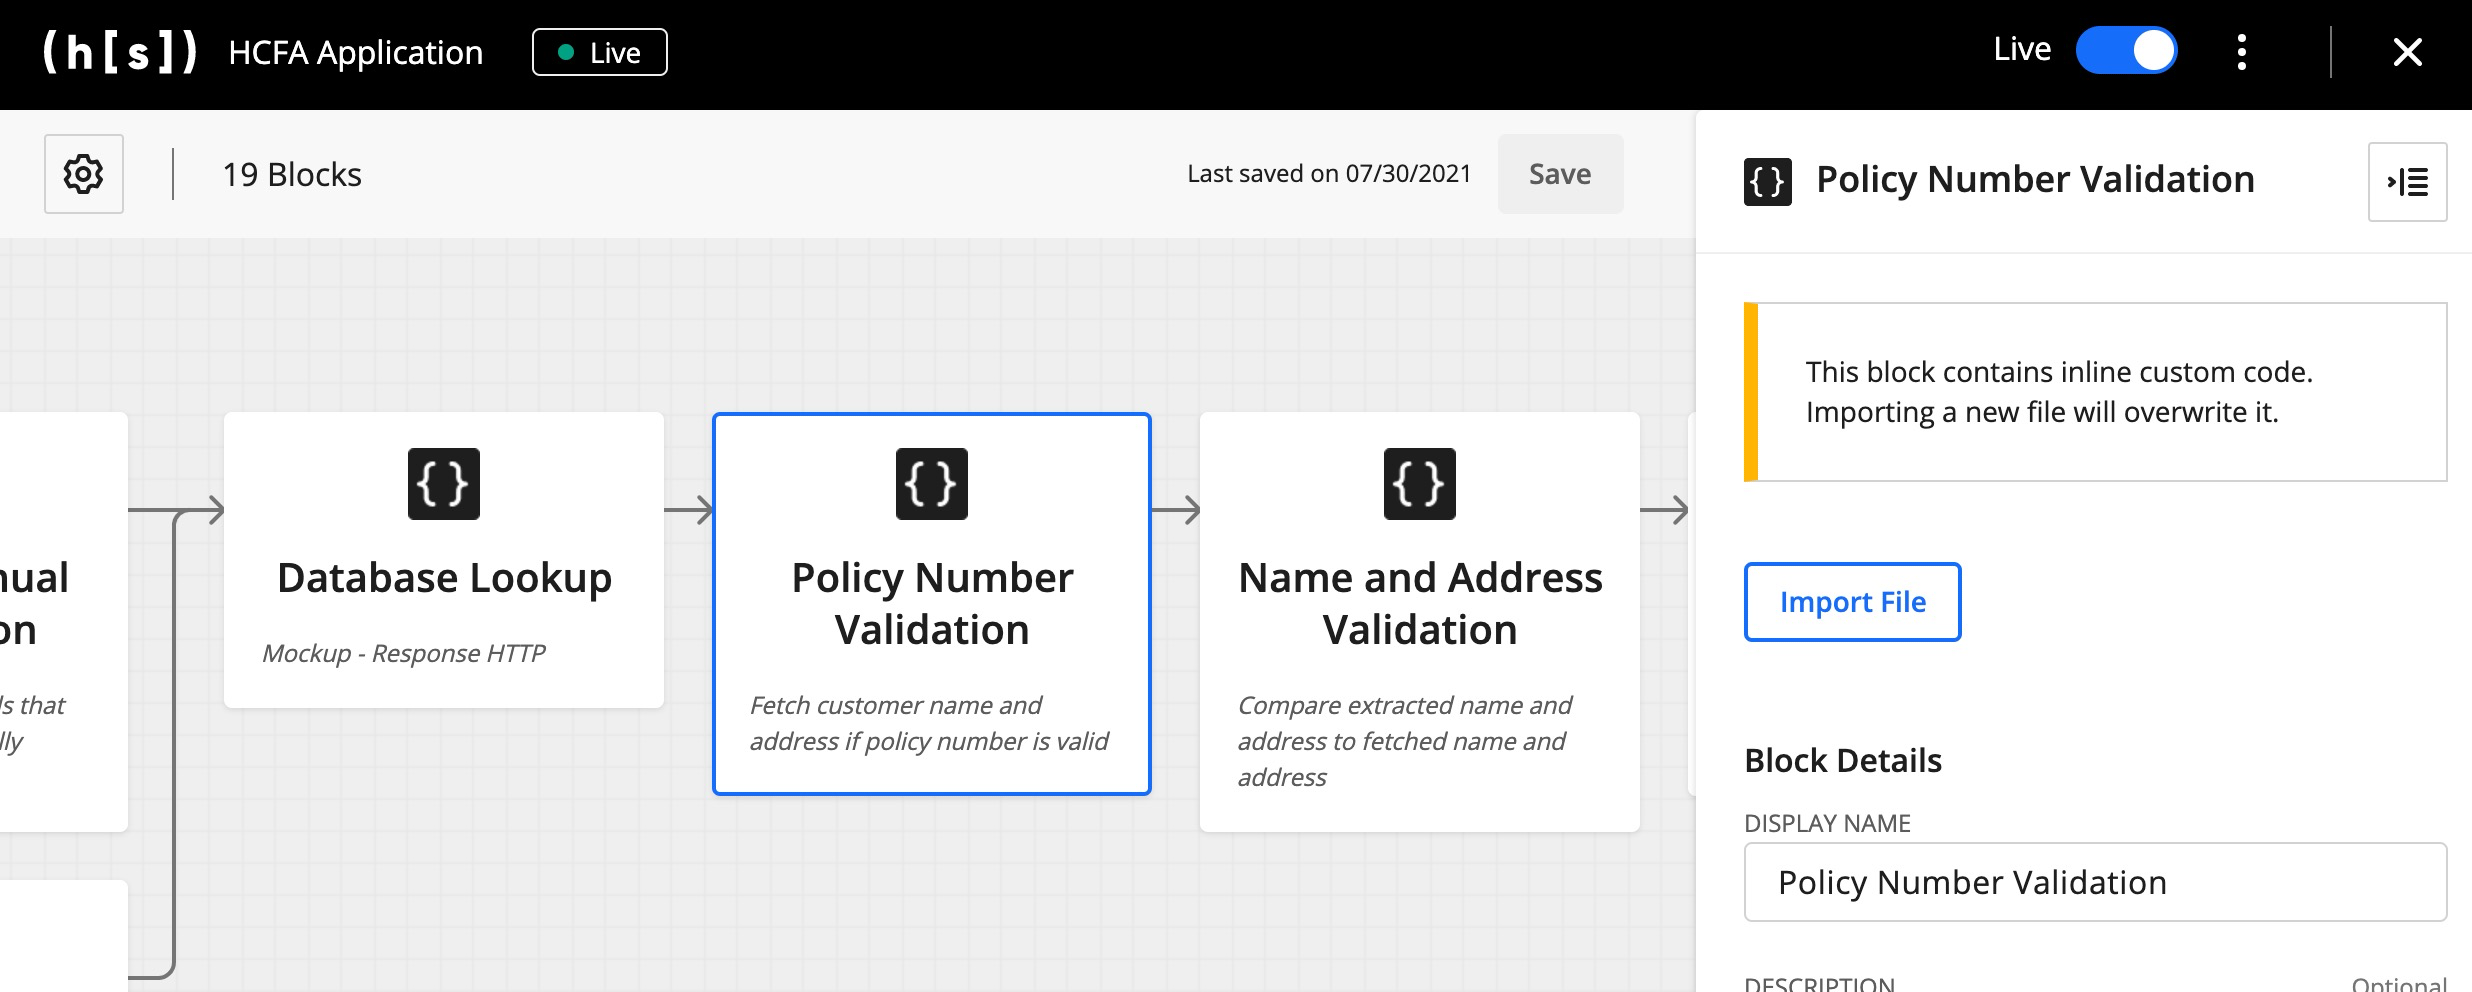 (h[s]) HCFA Application Live Live
19 Blocks Last saved on 07/30/2021 Save
Policy Number Validation
This block contains inline custom code.
Importing a new file will overwrite it.
Import File
nual
on
ls that
lly
{} Database Lookup
Mockup - Response HTTP
{} Policy Number
Validation
Fetch customer name and
address if policy number is valid
{} Name and Address
Validation
Compare extracted name and
address to fetched name and
address
Block Details
DISPLAY NAME
Policy Number Validation
DESCRIPTION Optional